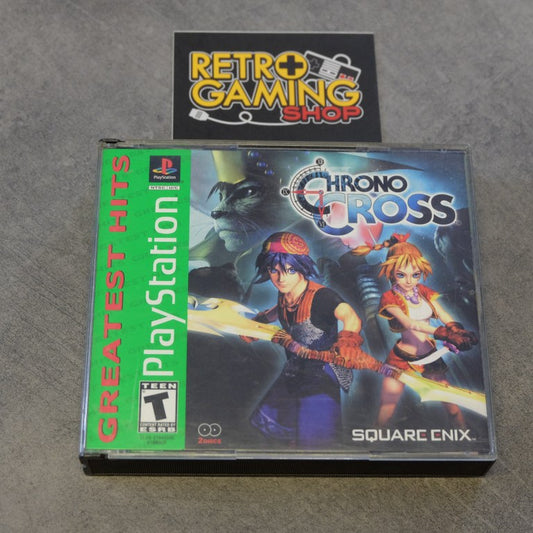 RETRO
GAMING
SHOP
GREATEST HITS
PlayStation
NTSC U/C
PlayStation
CHRONO
CROSS
TEEN
T
CONTENT RATED BY
ESRB
2 DISCS
SQUARE ENIX